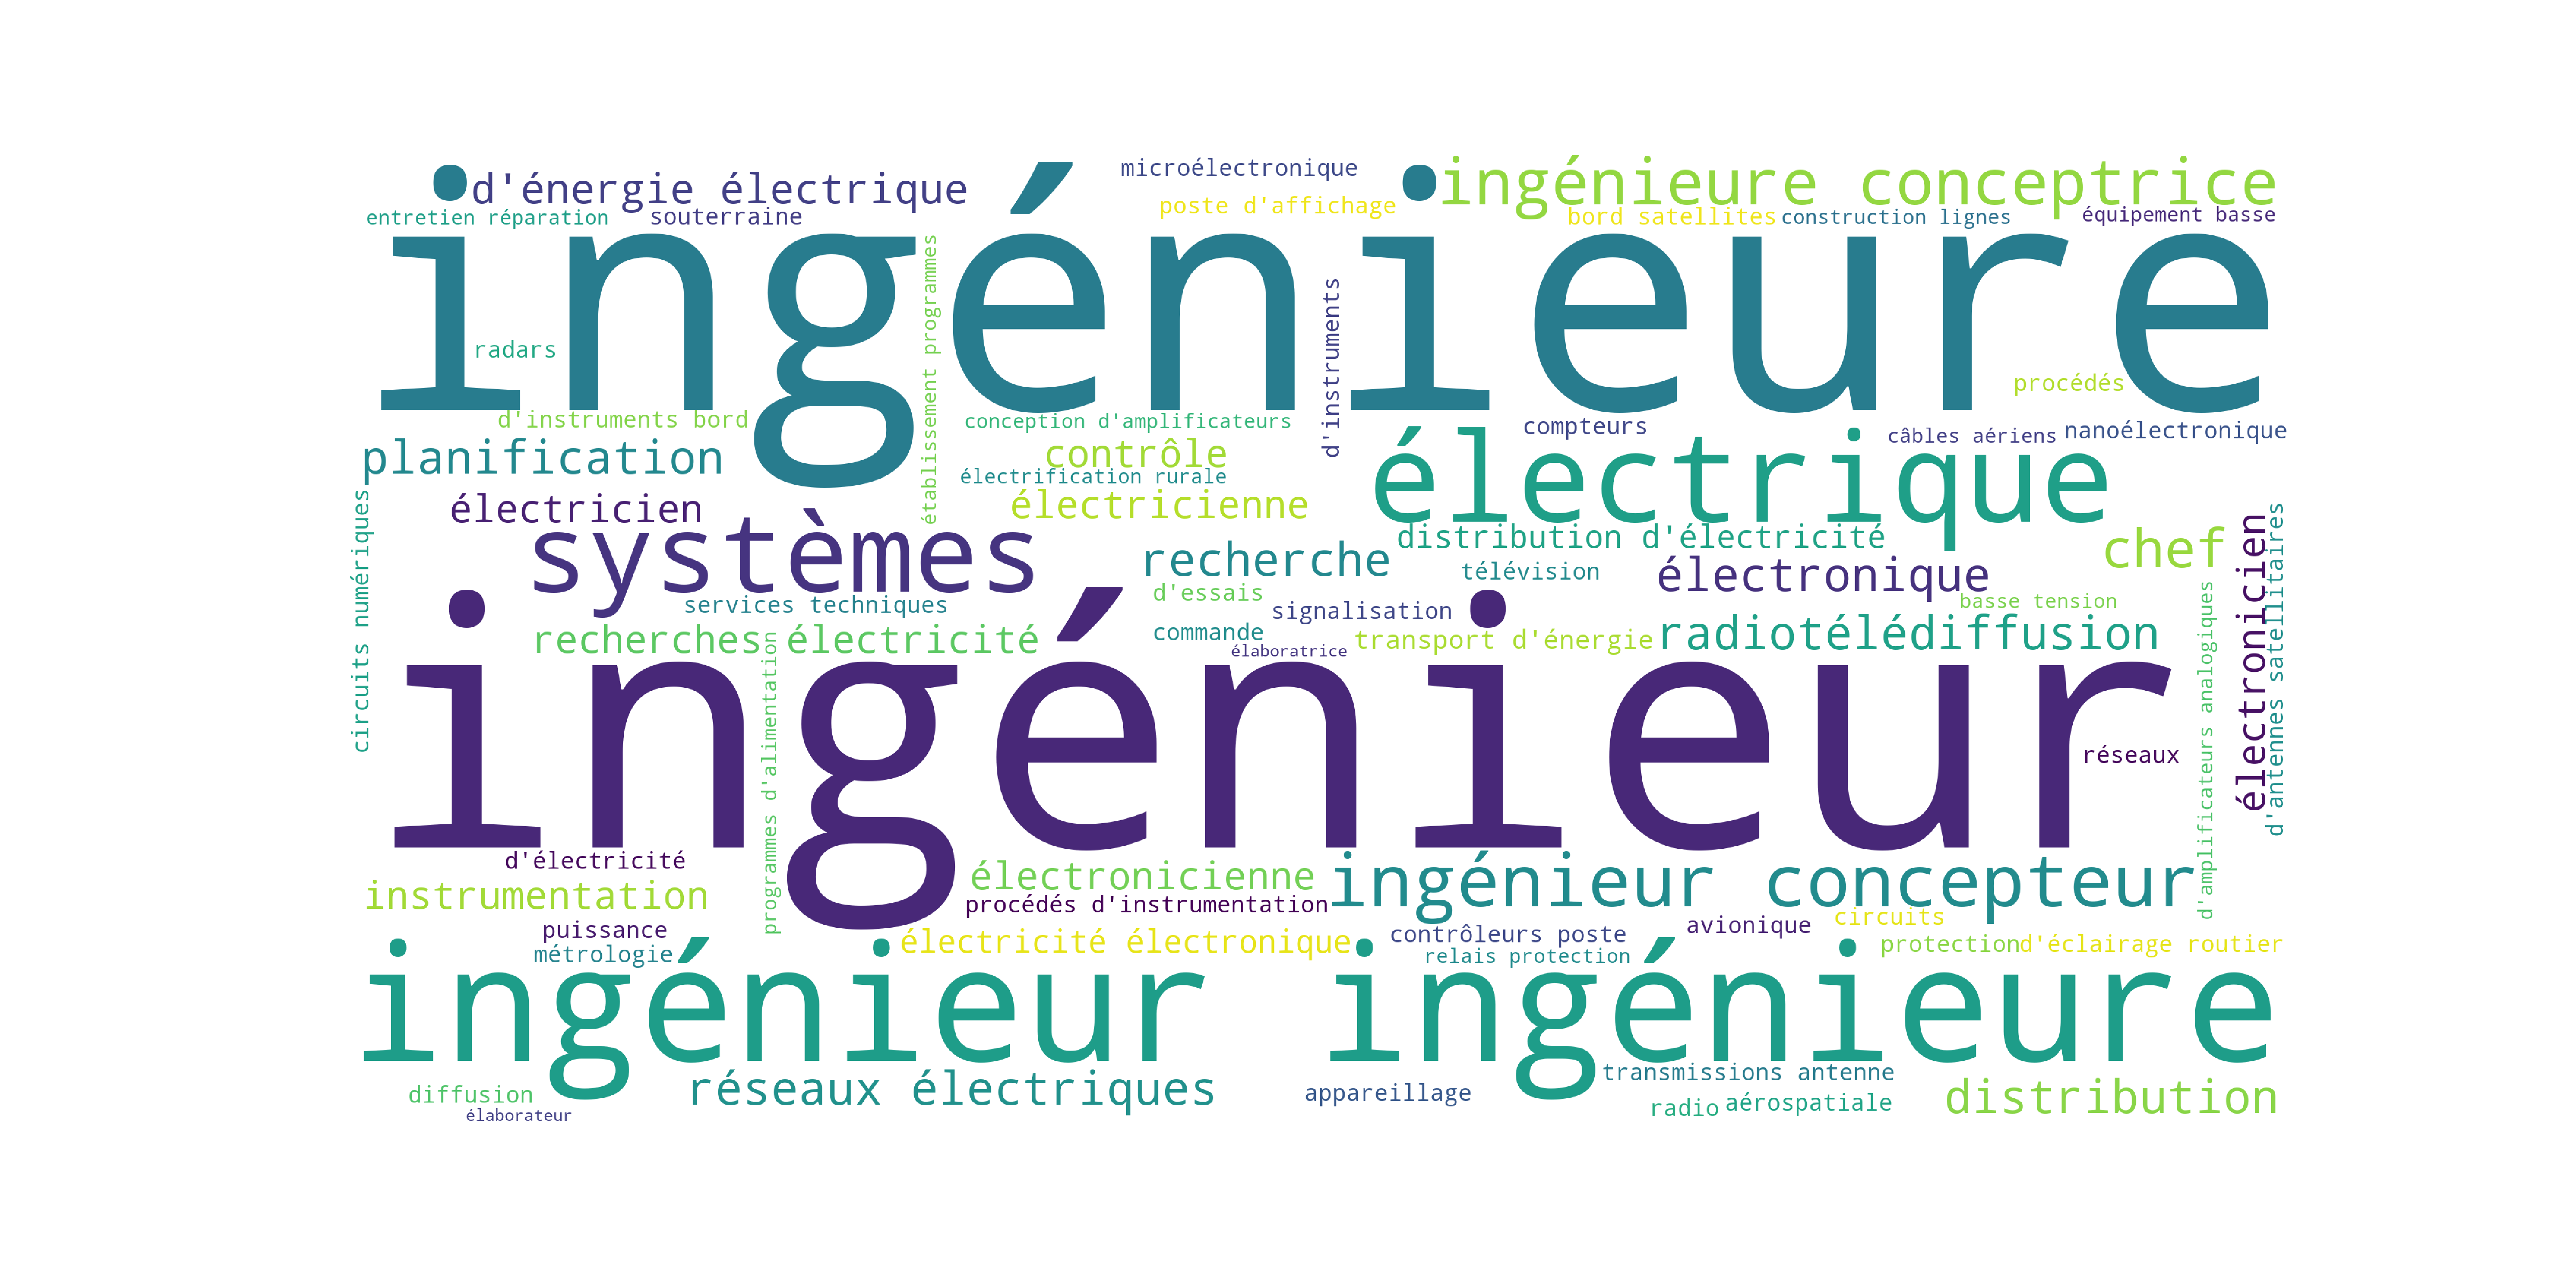 d'énergie électrique
microélectronique
ingénieure conceptrice
entretien réparation
souterraine
poste d'affichage
bord satellites
construction lignes
équipement basse
ingénieure
établissement programmes
d'instruments
radars
procédés
d'instruments bord
conception d'amplificateurs
compteurs
câbles aériens
nanoélectronique
planification
contrôle
électrique
électrification rurale
électricien
électricienne
circuits numériques
systèmes
recherche
distribution d'électricité
chef
électronicien
d'antennes satellitaires
télévision
électronique
d'essais
services techniques
signalisation
basse tension
recherches électricité
commande
transport d'énergie
radiotélédiffusion
élaboratrice
d'amplificateurs analogiques
programmes d'alimentation
ingénieur
réseaux
d'électricité
instrumentation
électronicienne
ingénieur concepteur
procédés d'instrumentation
puissance
métrologie
électricité électronique
contrôleurs poste
avionique
circuits
relais protection
protection
d'éclairage routier
ingénieur ingénieure
diffusion
réseaux électriques
appareillage
transmissions antenne
distribution
élaborateur
radio
aérospatiale